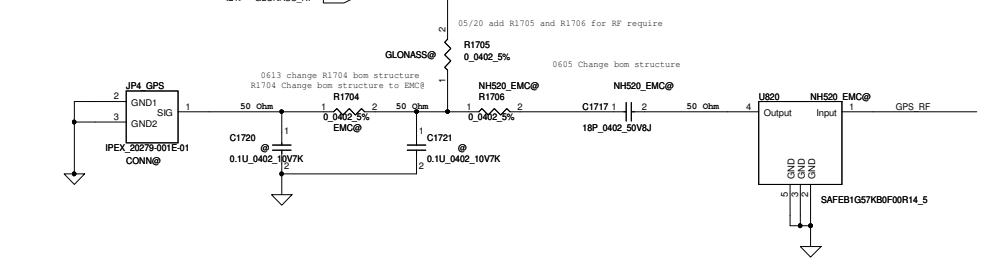 05/20 add R1705 and R1706 for RF require
2
R1705
GLONASS@
0_0402_5%
1
0605 Change bom structure
0613 change R1704 bom structure
R1704 Change bom structure to EMC@
JP4_GPS
2 GND1
SIG 1
3 GND2
IPEX_20279-001E-01
CONN@
50 Ohm
R1704
1 2
0_0402_5%
EMC@
50 Ohm
NH520_EMC@
R1706
1 2
0_0402_5%
NH520_EMC@
C1717 1 2
18P_0402_50V8J
50 Ohm
U820
NH520_EMC@
4 Output
Input 1
GPS_RF
GND
GND
GND
5
3
2
SAFEB1G57KB0F00R14_5
C1720
1
@
0.1U_0402_10V7K
2
1
C1721
@
0.1U_0402_10V7K
2